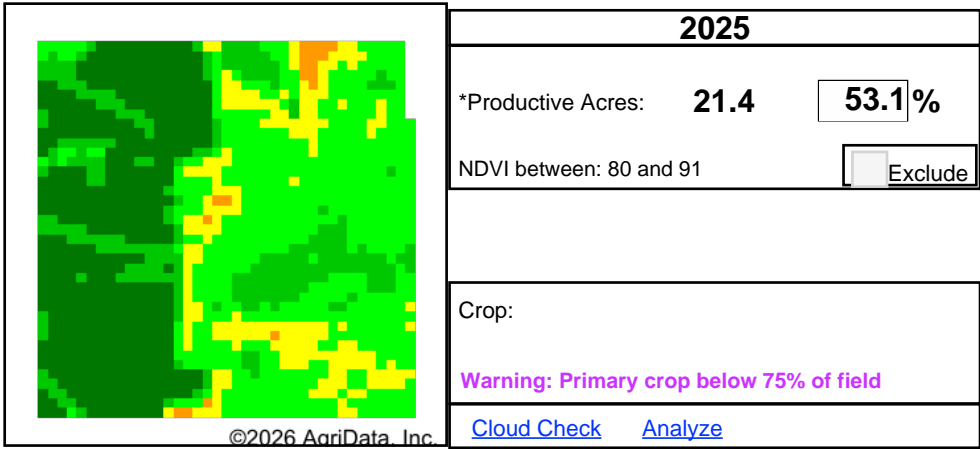 2025
*Productive Acres: 21.4 53.1 %
NDVI between: 80 and 91
Exclude
Crop:
Warning: Primary crop below 75% of field
Cloud Check Analyze
©2026 AgriData, Inc.